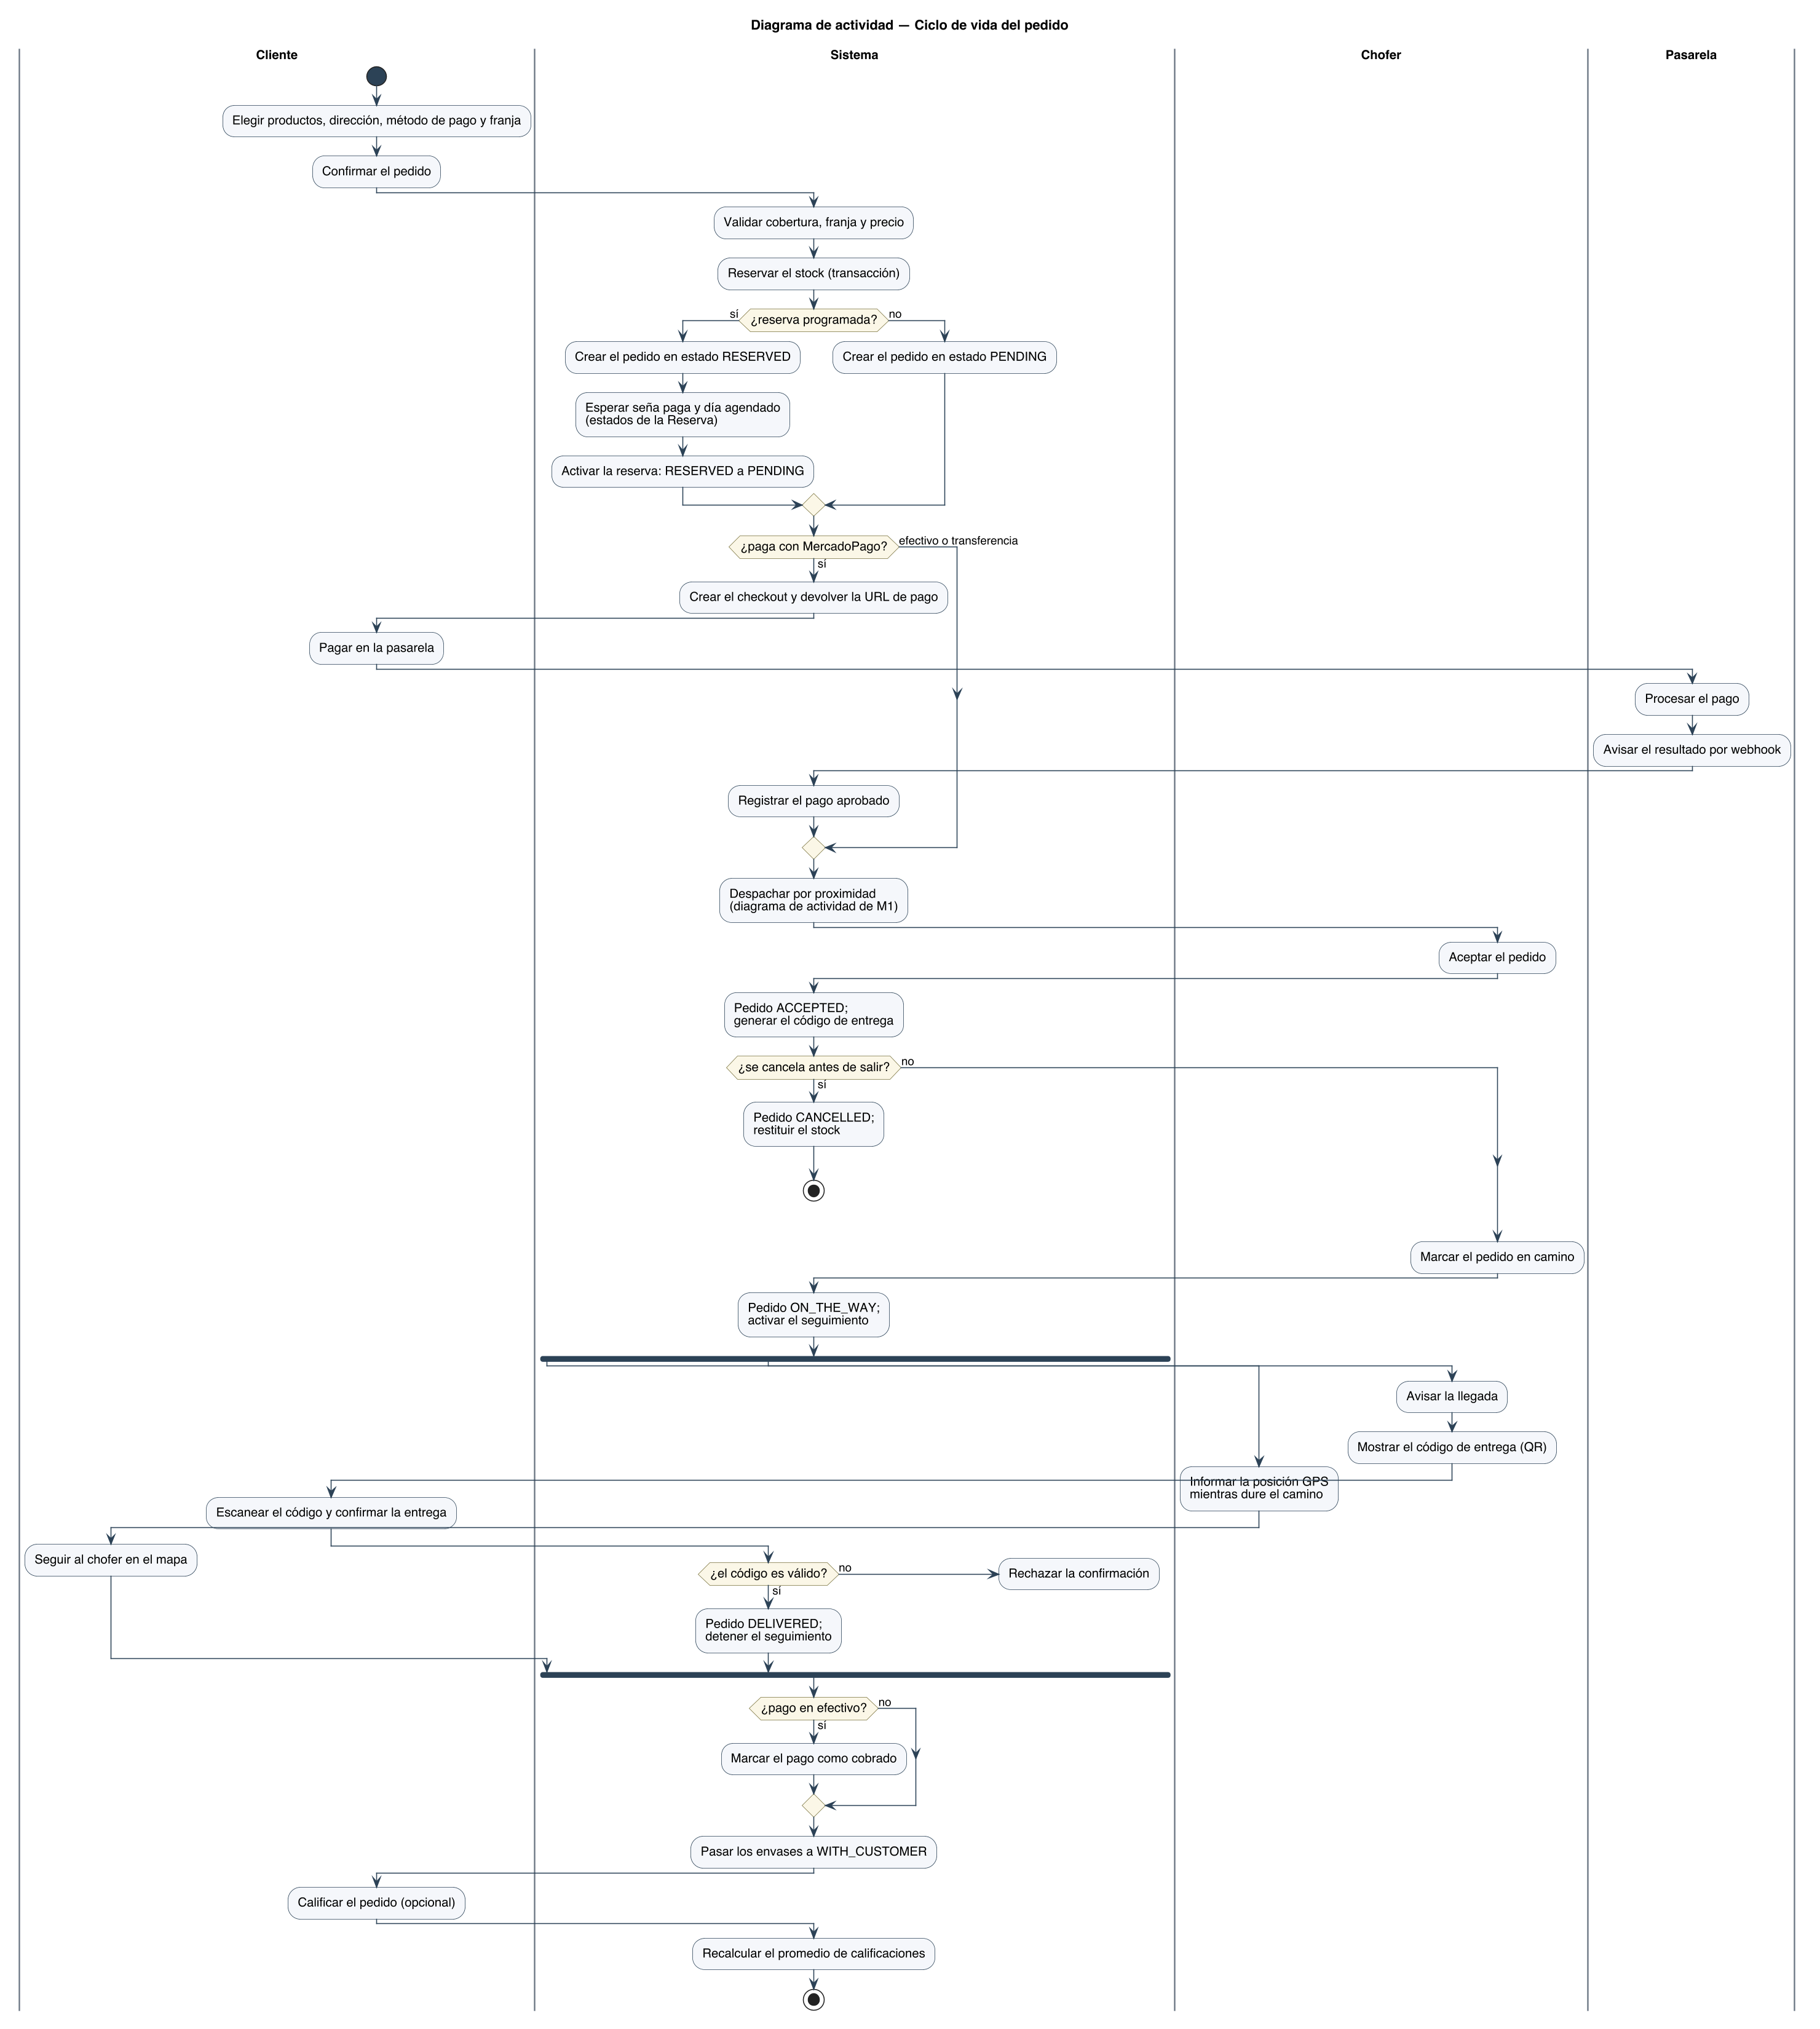 Diagrama de actividad — Ciclo de vida del pedido
Cliente
Sistema
Chofer
Pasarela
Elegir productos, dirección, método de pago y franja
Confirmar el pedido
Validar cobertura, franja y precio
Reservar el stock (transacción)
sí
¿reserva programada?
no
Crear el pedido en estado RESERVED
Crear el pedido en estado PENDING
Esperar seña paga y día agendado
(estados de la Reserva)
Activar la reserva: RESERVED a PENDING
¿paga con MercadoPago?
efectivo o transferencia
sí
Crear el checkout y devolver la URL de pago
Pagar en la pasarela
Procesar el pago
Avisar el resultado por webhook
Registrar el pago aprobado
Despachar por proximidad
(diagrama de actividad de M1)
Aceptar el pedido
Pedido ACCEPTED;
generar el código de entrega
¿se cancela antes de salir?
no
sí
Pedido CANCELLED;
restituir el stock
Marcar el pedido en camino
Pedido ON_THE_WAY;
activar el seguimiento
Avisar la llegada
Mostrar el código de entrega (QR)
Informar la posición GPS
mientras dure el camino
Escanear el código y confirmar la entrega
Seguir al chofer en el mapa
¿el código es válido?
no
Rechazar la confirmación
sí
Pedido DELIVERED;
detener el seguimiento
¿pago en efectivo?
no
sí
Marcar el pago como cobrado
Pasar los envases a WITH_CUSTOMER
Calificar el pedido (opcional)
Recalcular el promedio de calificaciones